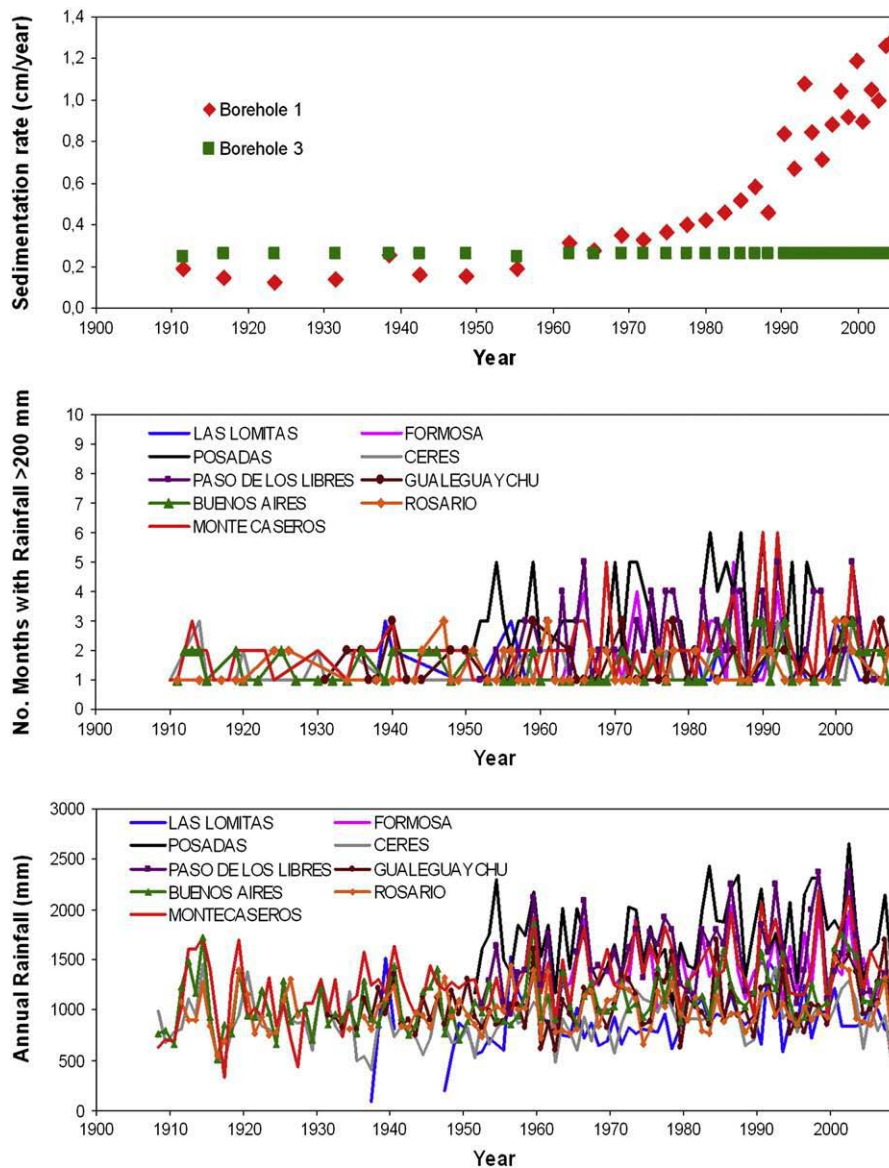 Sedimentation rate (cm/year)
1,4
1,2
1,0
0,8
0,6
0,4
0,2
0,0
Borehole 1
Borehole 3
1900 1910 1920 1930 1940 1950 1960 1970 1980 1990 2000
Year
No. Months with Rainfall >200 mm
10
9
8
7
6
5
4
3
2
1
0
LAS LOMITAS FORMOSA
POSADAS CERES
PASO DE LOS LIBRES GUALEGUAYCHU
BUENOS AIRES ROSARIO
MONTE CASEROS
1900 1910 1920 1930 1940 1950 1960 1970 1980 1990 2000
Year
Annual Rainfall (mm)
3000
2500
2000
1500
1000
500
0
LAS LOMITAS FORMOSA
POSADAS CERES
PASO DE LOS LIBRES GUALEGUAYCHU
BUENOS AIRES ROSARIO
MONTECASEROS
1900 1910 1920 1930 1940 1950 1960 1970 1980 1990 2000
Year